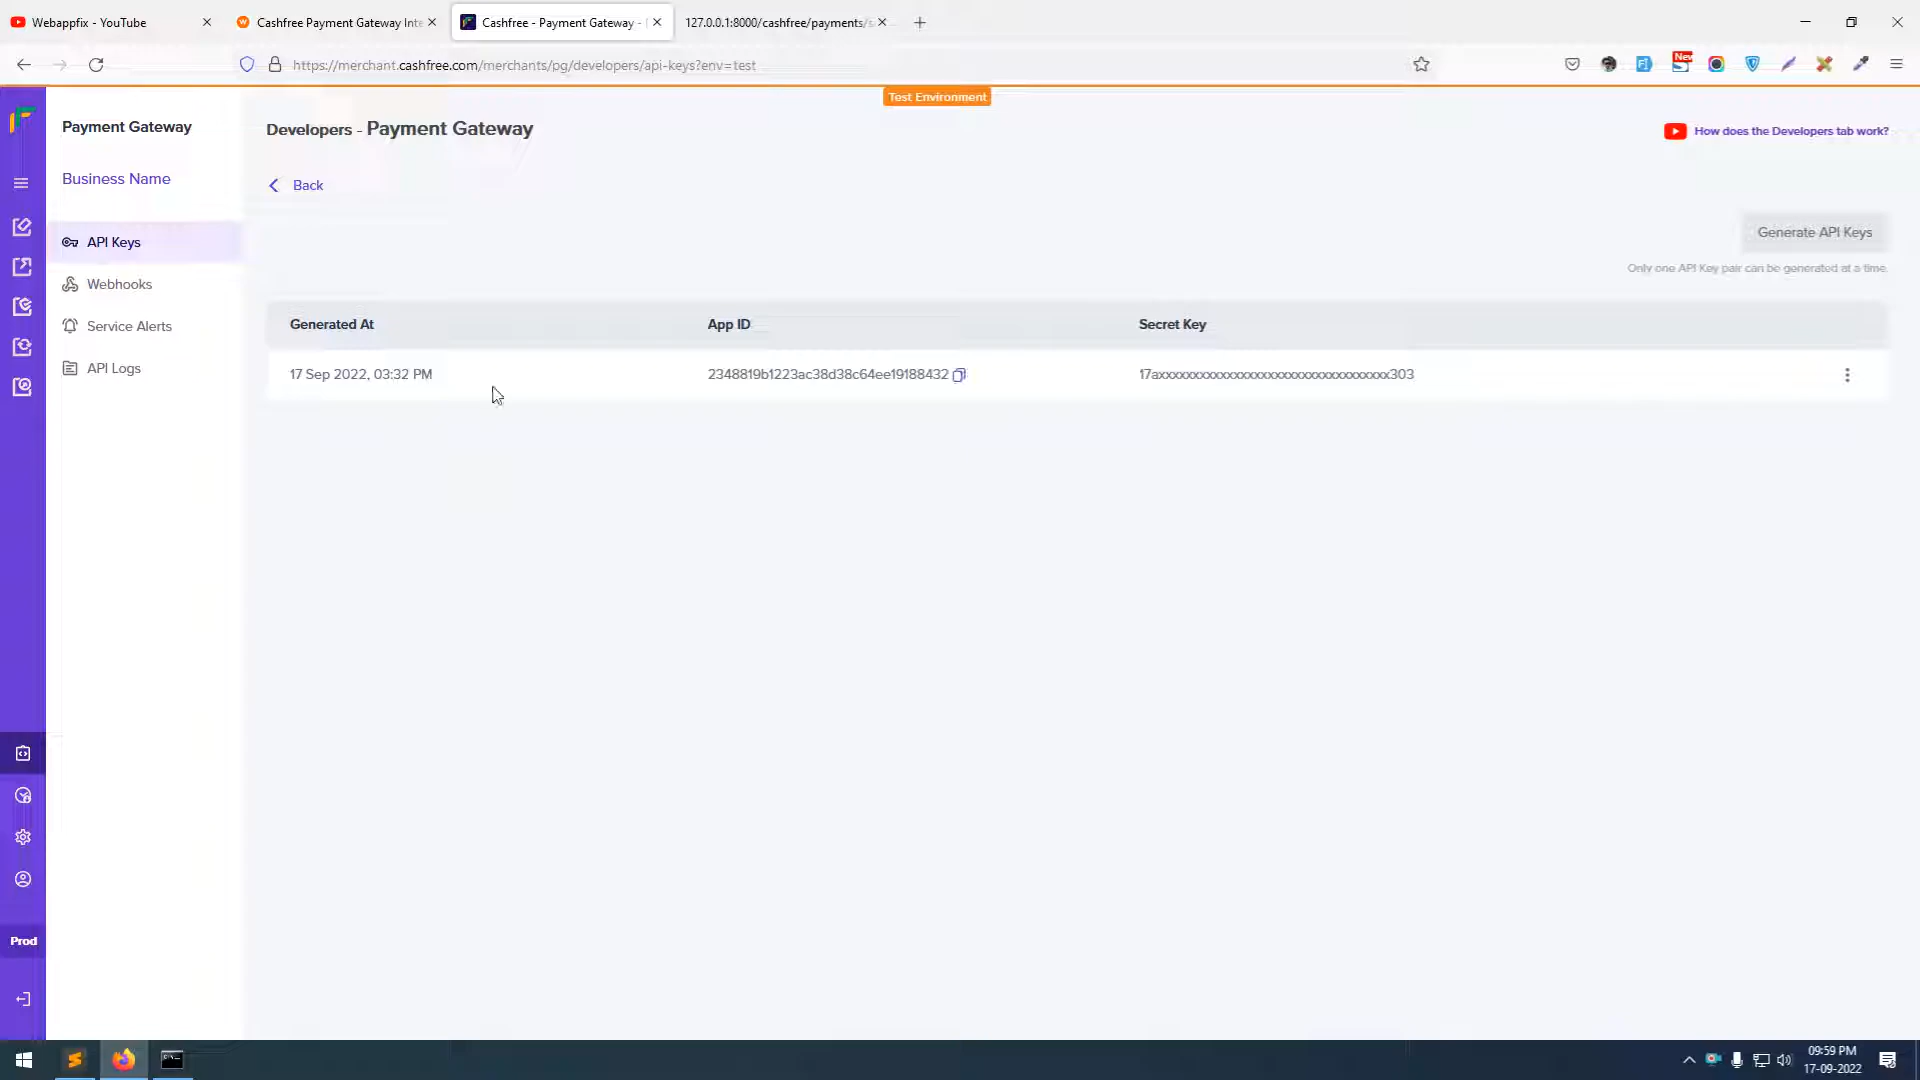 Webappfix - YouTube
Cashfree Payment Gateway Inte
Cashfree - Payment Gateway -
127.0.0.1:8000/cashfree/payments/
https://merchant.cashfree.com/merchants/pg/developers/api-keys?env=test
New
Test Environment
Payment Gateway
Developers - Payment Gateway
How does the Developers tab work?
Business Name
Back
API Keys
Generate API Keys
Only one API Key pair can be generated at a time.
Webhooks
Service Alerts
API Logs
Generated At
App ID
Secret Key
17 Sep 2022, 03:32 PM
2348819b1223ac38d38c64ee19188432
17axxxxxxxxxxxxxxxxxxxxxxxxxxxxxxxxxx303
Prod
09:59 PM
17-09-2022